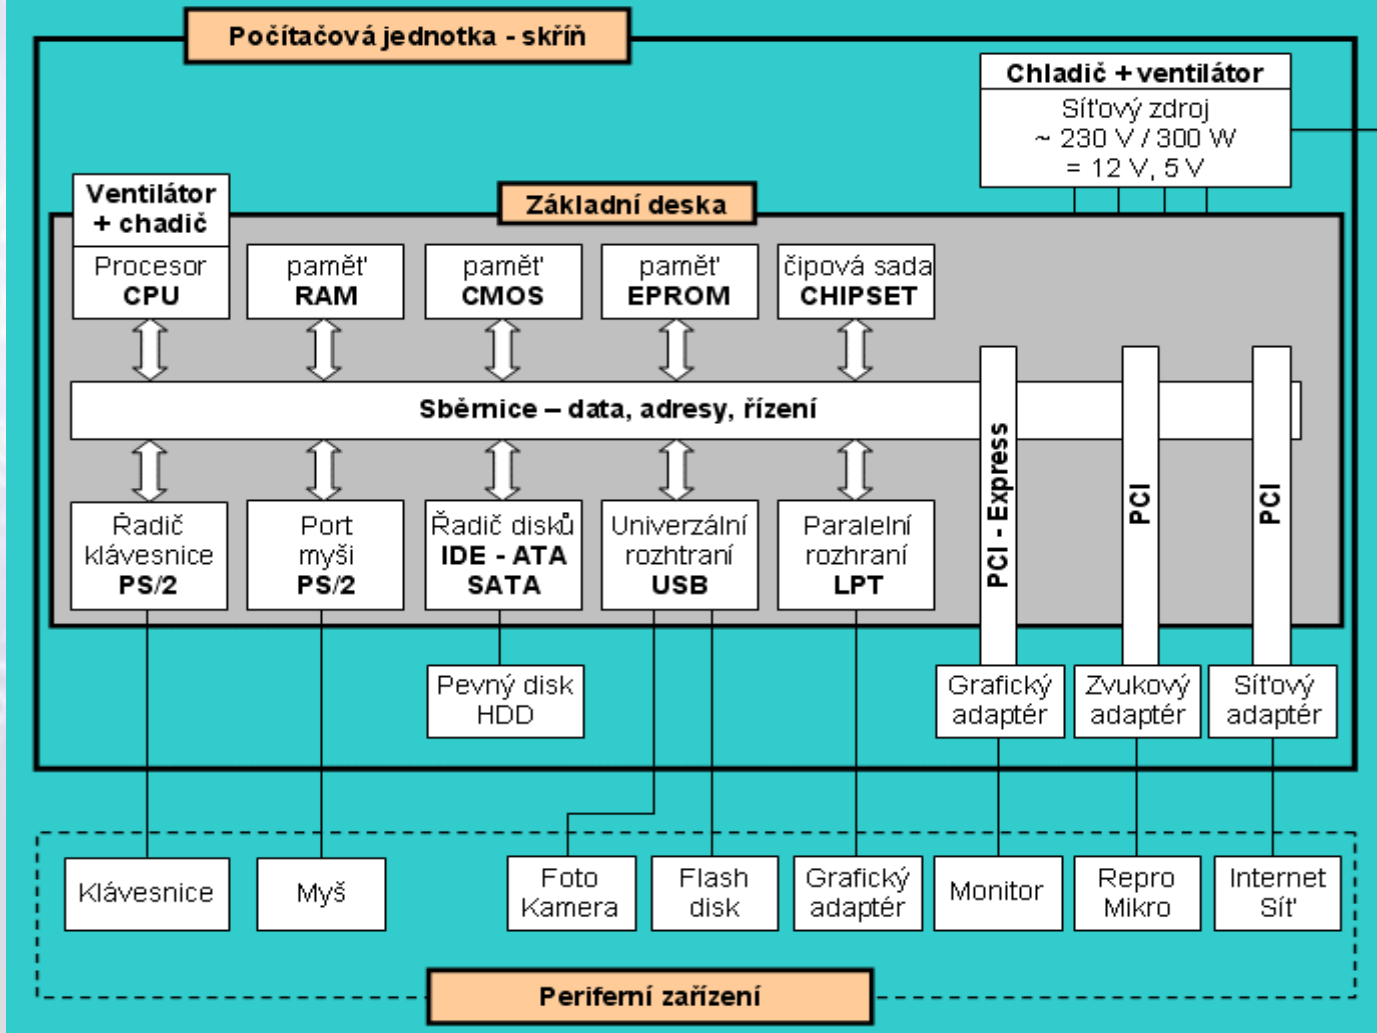 Počítačová jednotka - skříň
Chladič + ventilátor
Síťový zdroj
~ 230 V / 300 W
= 12 V, 5 V
Ventilátor
+ chadič
Základní deska
Procesor
CPU
paměť
RAM
paměť
CMOS
paměť
EPROM
čipová sada
CHIPSET
Sběrnice – data, adresy, řízení
PCI - Express
PCI
PCI
Řadič
klávesnice
PS/2
Port
myši
PS/2
Řadič disků
IDE - ATA
SATA
Univerzální
rozhtraní
USB
Paralelní
rozhraní
LPT
Pevný disk
HDD
Grafický
adaptér
Zvukový
adaptér
Síťový
adaptér
Klávesnice
Myš
Foto
Kamera
Flash
disk
Grafický
adaptér
Monitor
Repro
Mikro
Internet
Síť
Periferní zařízení